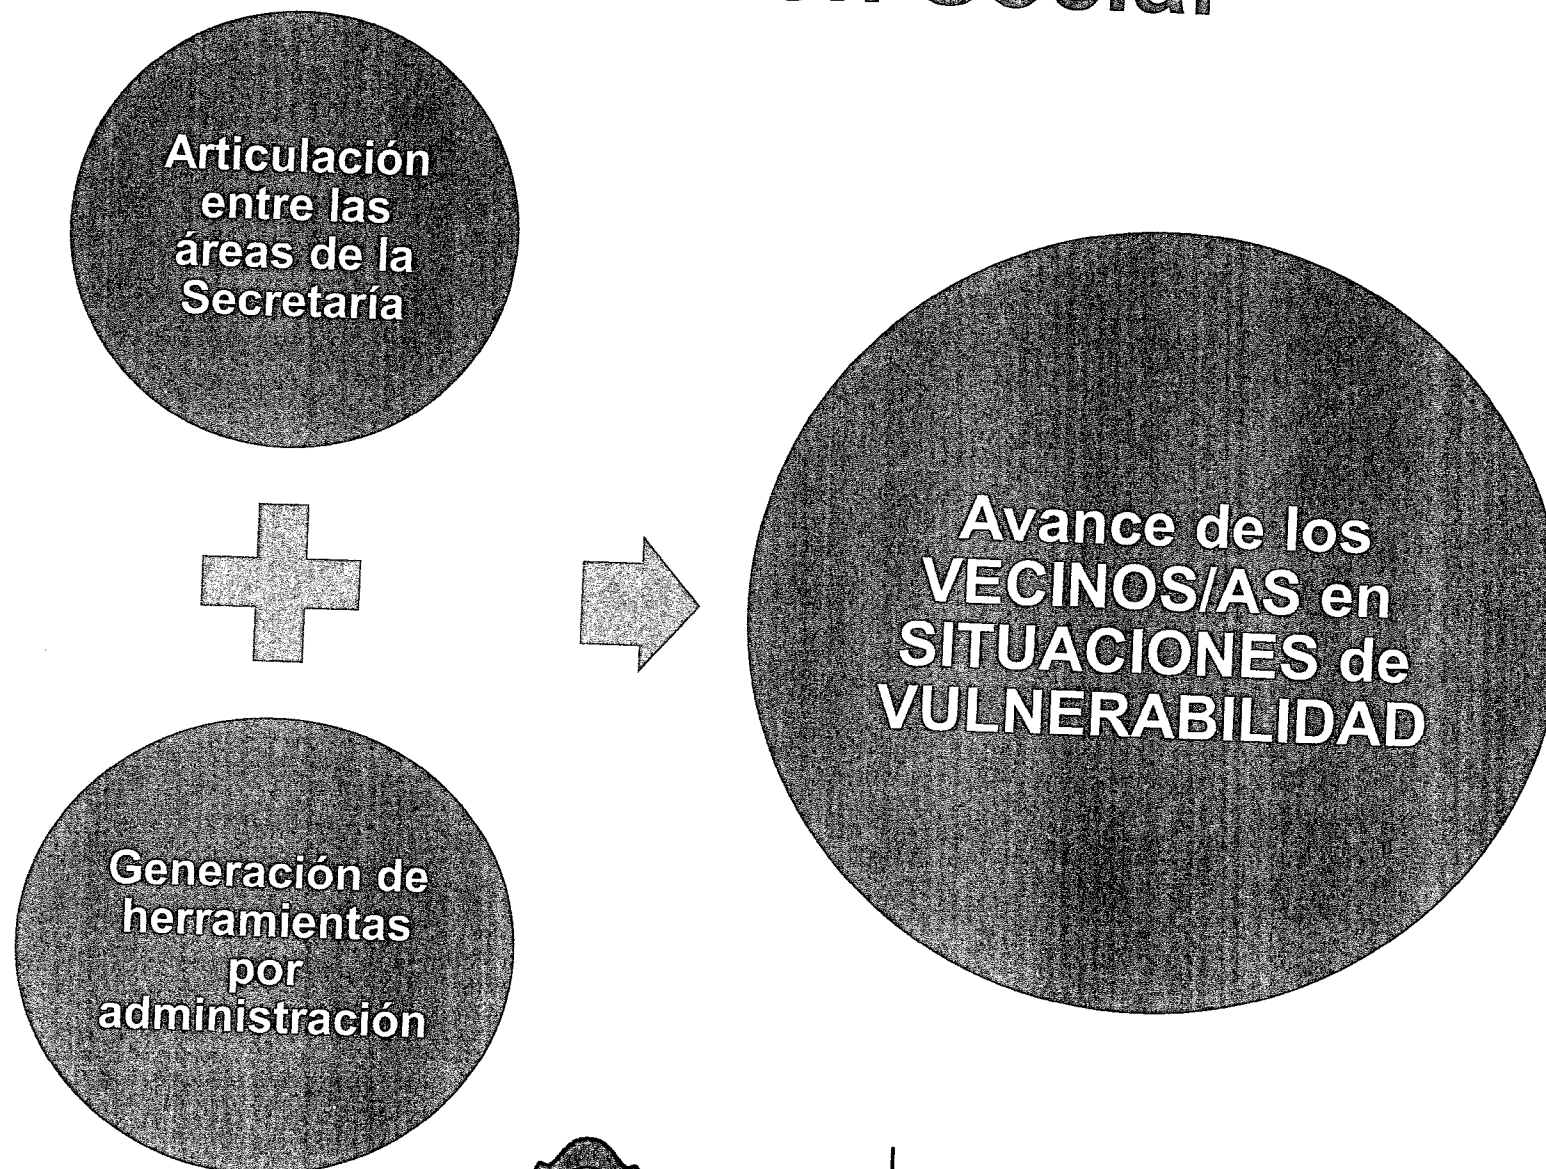 Social
Articulación
entre las
áreas de la
Secretaría
Generación de
herramientas
por
administración
Avance de los
VECINOS/AS en
SITUACIONES de
VULNERABILIDAD